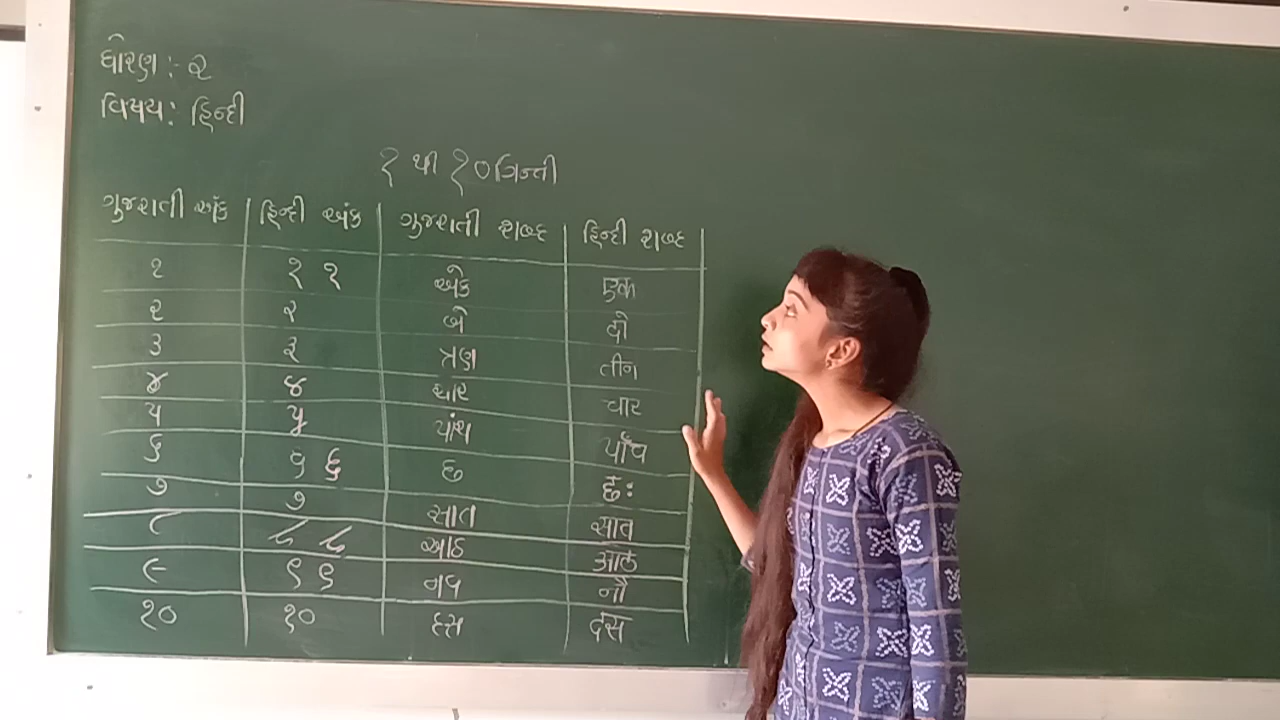 ધોરણ :- ૨
વિષય : હિન્દી
૧ થી ૧૦ ગિન્તી
ગુજરાતી અંક હિન્દી અંક ગુજરાતી શબ્દ હિન્દી શબ્દ
૧ १ १ એક एक
૨ २ બે दो
૩ ३ ત્રણ तीन
૪ ४ ચાર चार
૫ ५ પાંચ पाँच
૬ ६ ६ છ छः
૭ ७ સાત सात
૮ ८ ८ આઠ आठ
૯ ९ ९ નવ नौ
૧૦ १० દસ दस